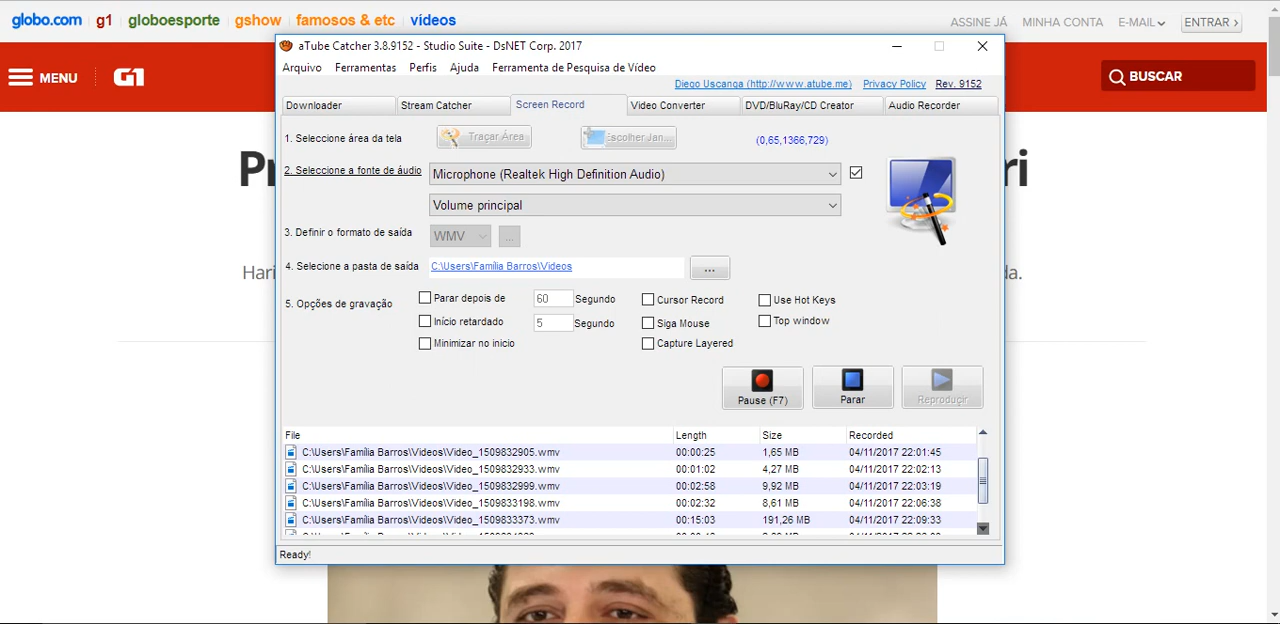 globo.com g1 globoesporte gshow famosos & etc vídeos ASSINE JÁ MINHA CONTA E-MAIL ENTRAR
MENU G1 BUSCAR
aTube Catcher 3.8.9152 - Studio Suite - DsNET Corp. 2017
Arquivo Ferramentas Perfis Ajuda Ferramenta de Pesquisa de Vídeo
Diego Uscanga (http://www.atube.me) Privacy Policy Rev. 9152
Downloader Stream Catcher Screen Record Video Converter DVD/BluRay/CD Creator Audio Recorder
1. Seleccione área da tela Traçar Área Escolher Jan... (0,65,1366,729)
2. Seleccione a fonte de áudio Microphone (Realtek High Definition Audio)
Volume principal
3. Definir o formato de saída WMV ...
4. Selecione a pasta de saída C:\Users\Família Barros\Videos ...
5. Opções de gravação
Parar depois de 60 Segundo Cursor Record Use Hot Keys
Início retardado 5 Segundo Siga Mouse Top window
Minimizar no inicio Capture Layered
Pause (F7) Parar Reproduçir
File Length Size Recorded
C:\Users\Família Barros\Videos\Video_1509832905.wmv 00:00:25 1,65 MB 04/11/2017 22:01:45
C:\Users\Família Barros\Videos\Video_1509832933.wmv 00:01:02 4,27 MB 04/11/2017 22:02:13
C:\Users\Família Barros\Videos\Video_1509832999.wmv 00:02:58 9,92 MB 04/11/2017 22:03:19
C:\Users\Família Barros\Videos\Video_1509833198.wmv 00:02:32 8,61 MB 04/11/2017 22:06:38
C:\Users\Família Barros\Videos\Video_1509833373.wmv 00:15:03 191,26 MB 04/11/2017 22:09:33
Ready!